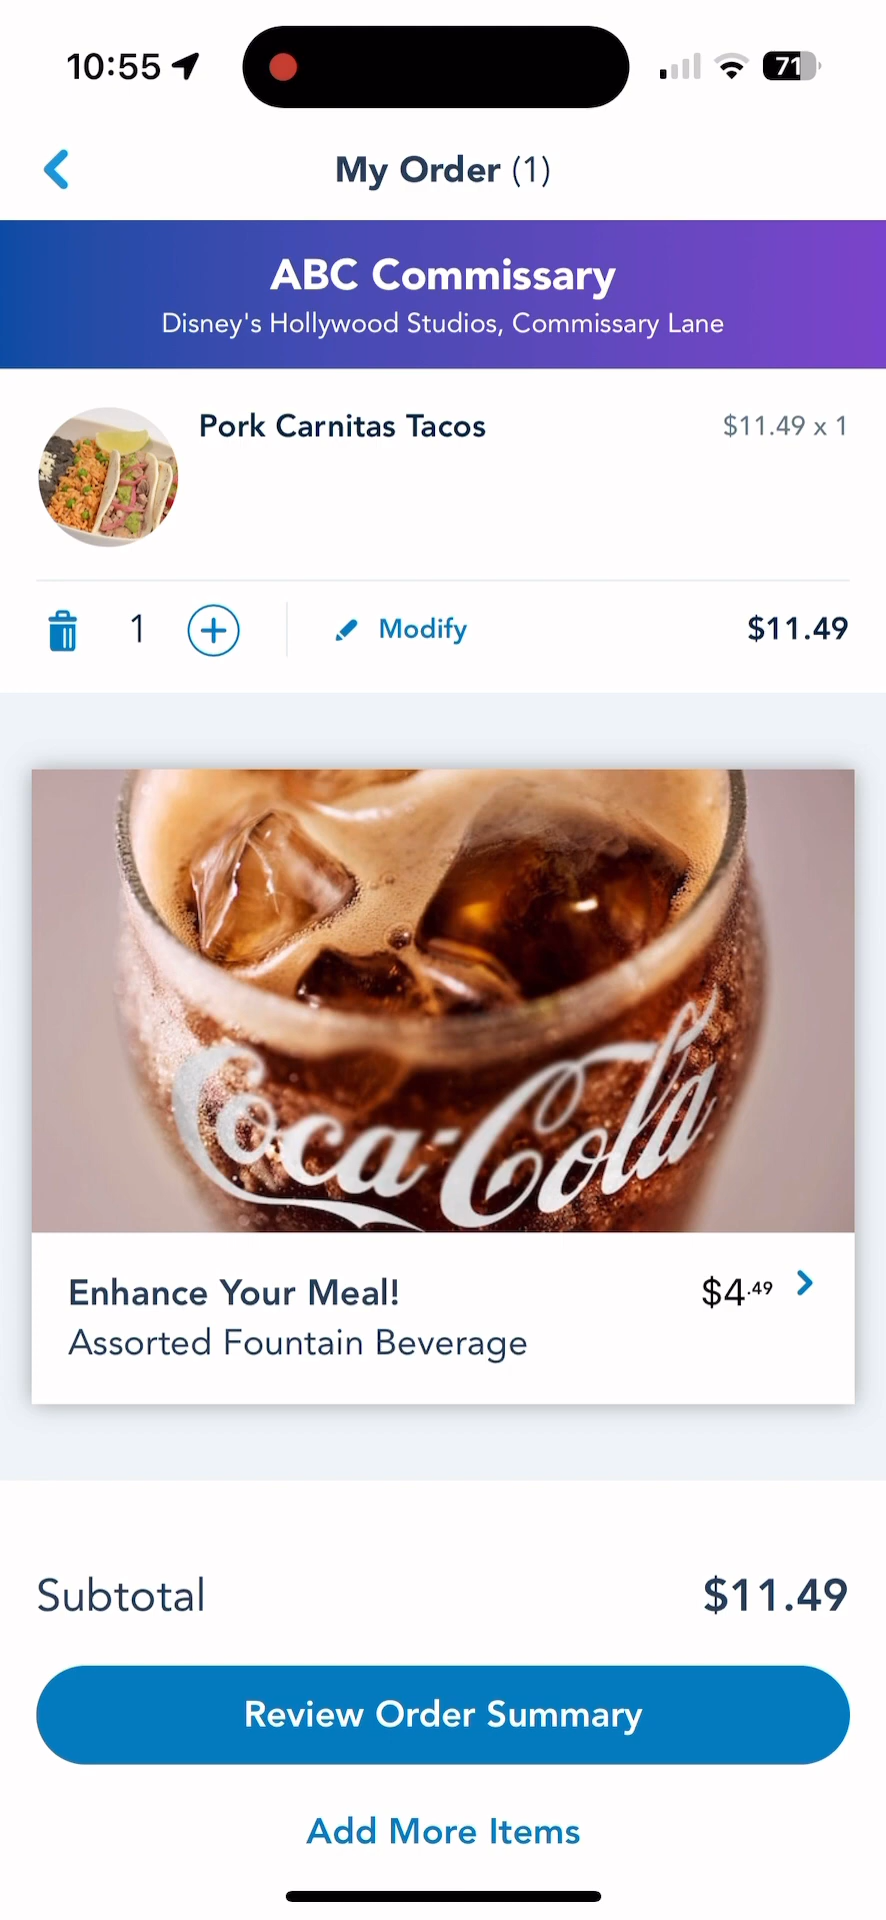 10:55
71
My Order (1)
ABC Commissary
Disney's Hollywood Studios, Commissary Lane
Pork Carnitas Tacos
$11.49 x 1
1
Modify
$11.49
Coca-Cola
Enhance Your Meal!
$4.49
Assorted Fountain Beverage
Subtotal
$11.49
Review Order Summary
Add More Items